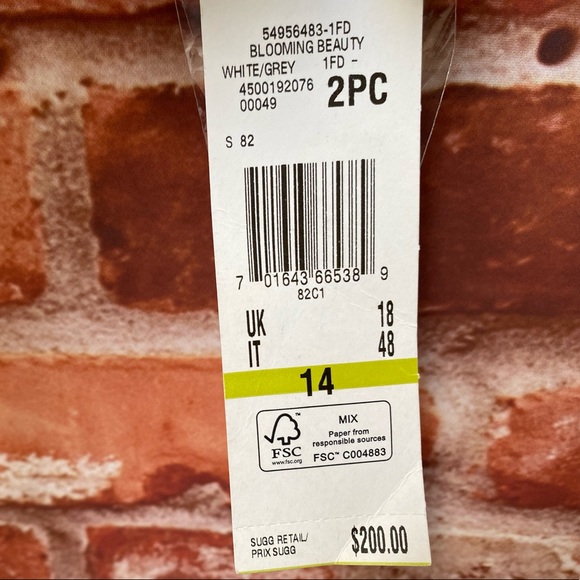 54956483-1FD
BLOOMING BEAUTY
WHITE/GREY 1FD -
4500192076
00049
2PC
S 82
7 01643 66538 9
82C1
UK 18
IT 48
14
FSC™
www.fsc.org
MIX
Paper from
responsible sources
FSC™ C004883
SUGG RETAIL/
PRIX SUGG
$200.00